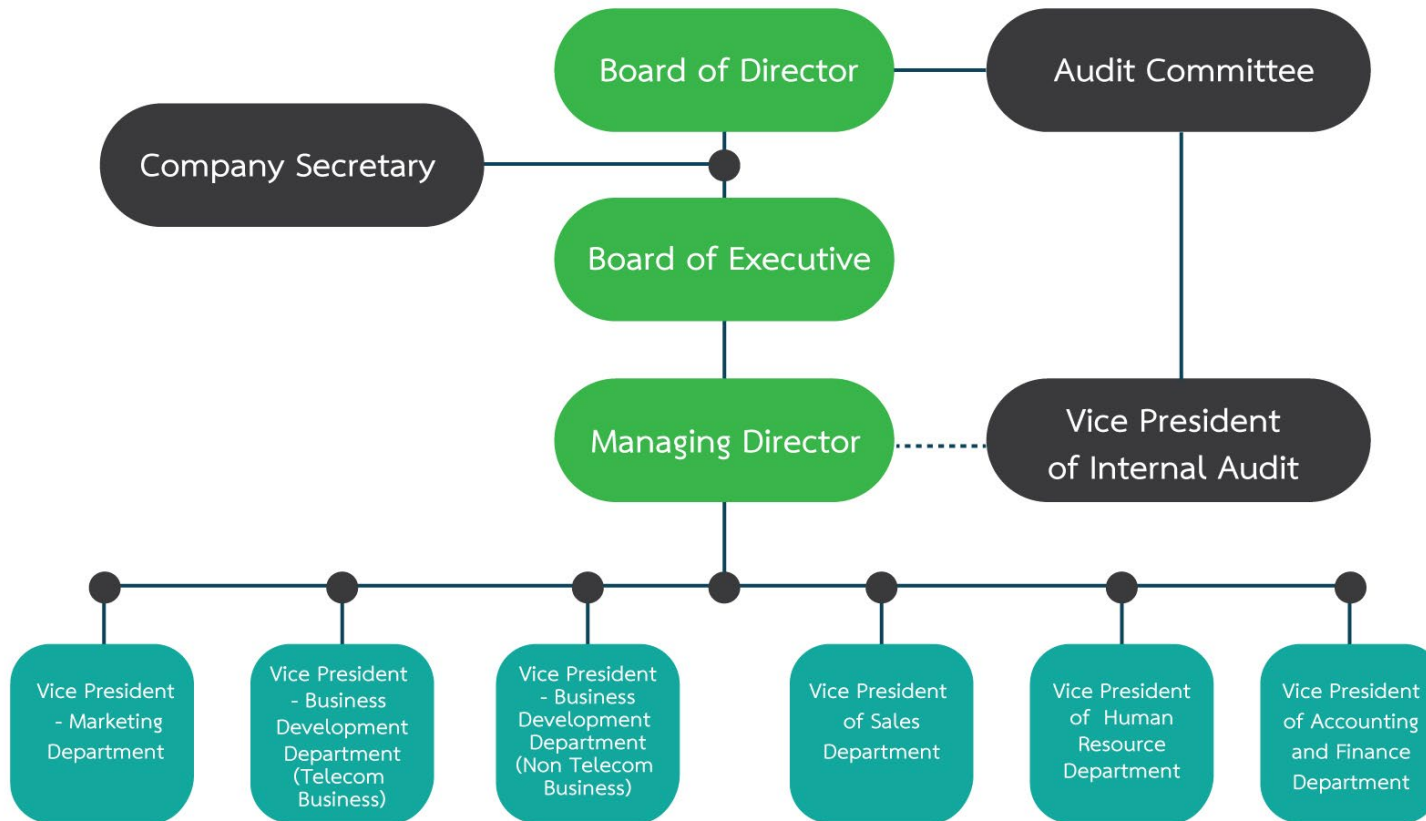 Board of Director
Audit Committee
Company Secretary
Board of Executive
Managing Director
Vice President
of Internal Audit
Vice President
- Marketing
Department
Vice President
- Business
Development
Department
(Telecom
Business)
Vice President
- Business
Development
Department
(Non Telecom
Business)
Vice President
of Sales
Department
Vice President
of Human
Resource
Department
Vice President
of Accounting
and Finance
Department